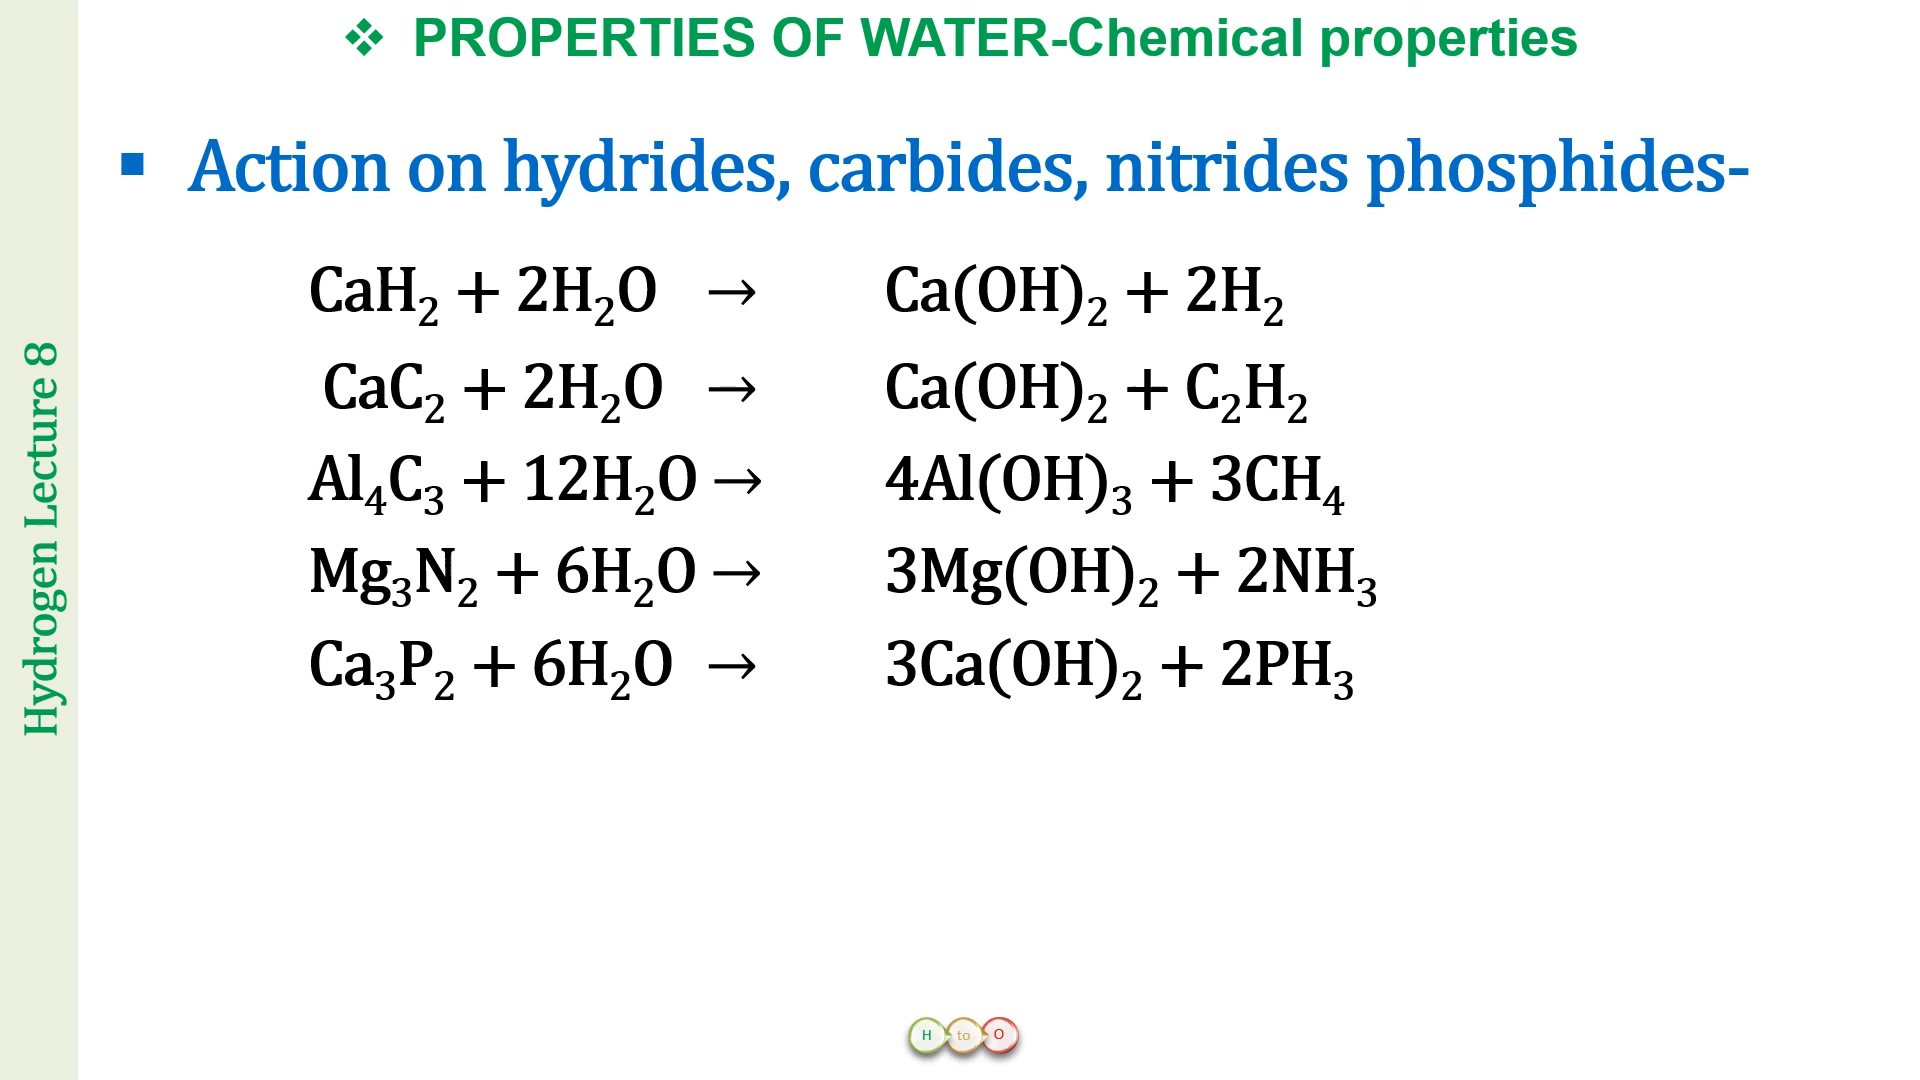 ❖ PROPERTIES OF WATER-Chemical properties
▪ Action on hydrides, carbides, nitrides phosphides-
CaH₂ + 2H₂O → Ca(OH)₂ + 2H₂
CaC₂ + 2H₂O → Ca(OH)₂ + C₂H₂
Al₄C₃ + 12H₂O → 4Al(OH)₃ + 3CH₄
Mg₃N₂ + 6H₂O → 3Mg(OH)₂ + 2NH₃
Ca₃P₂ + 6H₂O → 3Ca(OH)₂ + 2PH₃
Hydrogen Lecture 8
H to O